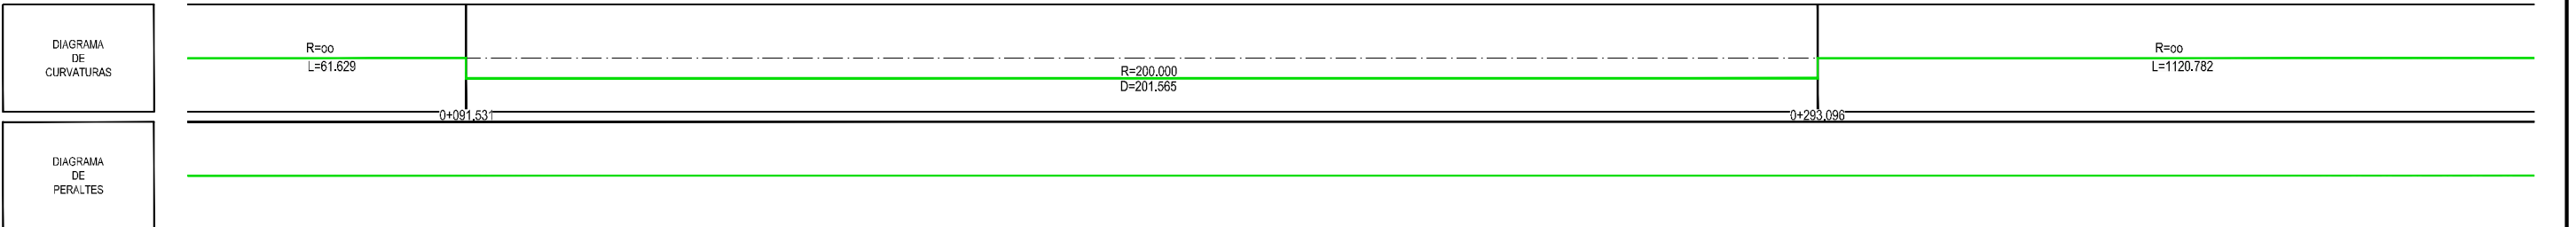 DIAGRAMA
DE
CURVATURAS
R=oo
L=61.629
R=200.000
D=201.565
R=oo
L=1120.782
0+091.531
0+293.096
DIAGRAMA
DE
PERALTES